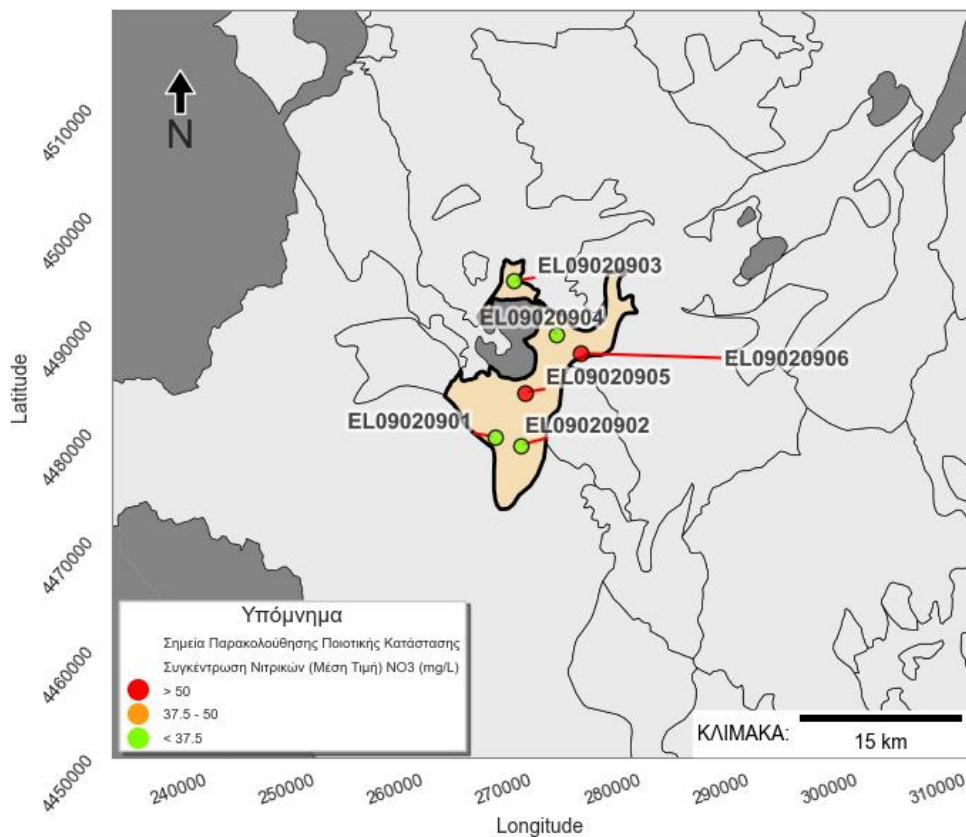 N
4510000
4500000
4490000
4480000
4470000
4460000
4450000
Latitude
EL09020903
EL09020904
EL09020906
EL09020905
EL09020901
EL09020902
Υπόμνημα
Σημεία Παρακολούθησης Ποιοτικής Κατάστασης
Συγκέντρωση Νιτρικών (Μέση Τιμή) NO3 (mg/L)
> 50
37.5 - 50
< 37.5
ΚΛΙΜΑΚΑ:
15 km
240000
250000
260000
270000
280000
290000
300000
310000
Longitude